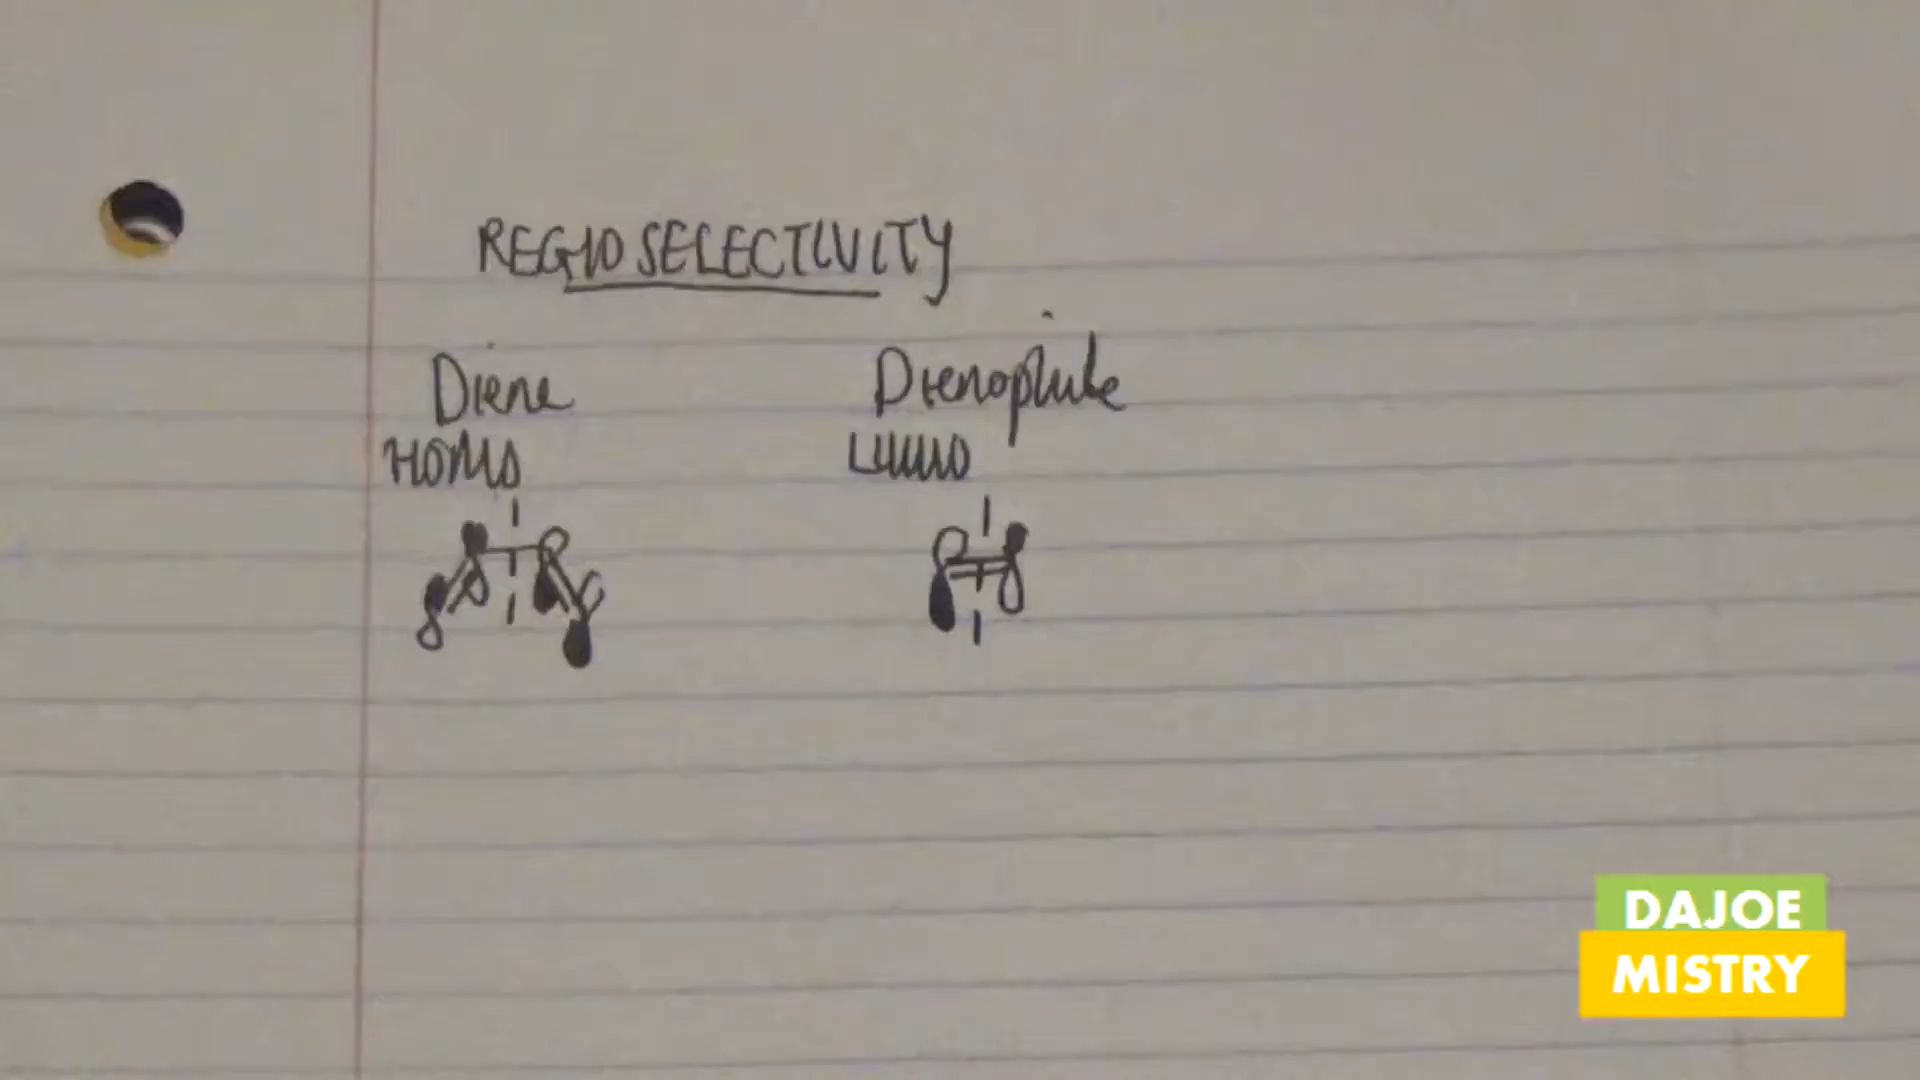 REGIOSELECTIVITY
Diene
Dienophile
HOMO
LUMO
DAJOE
MISTRY